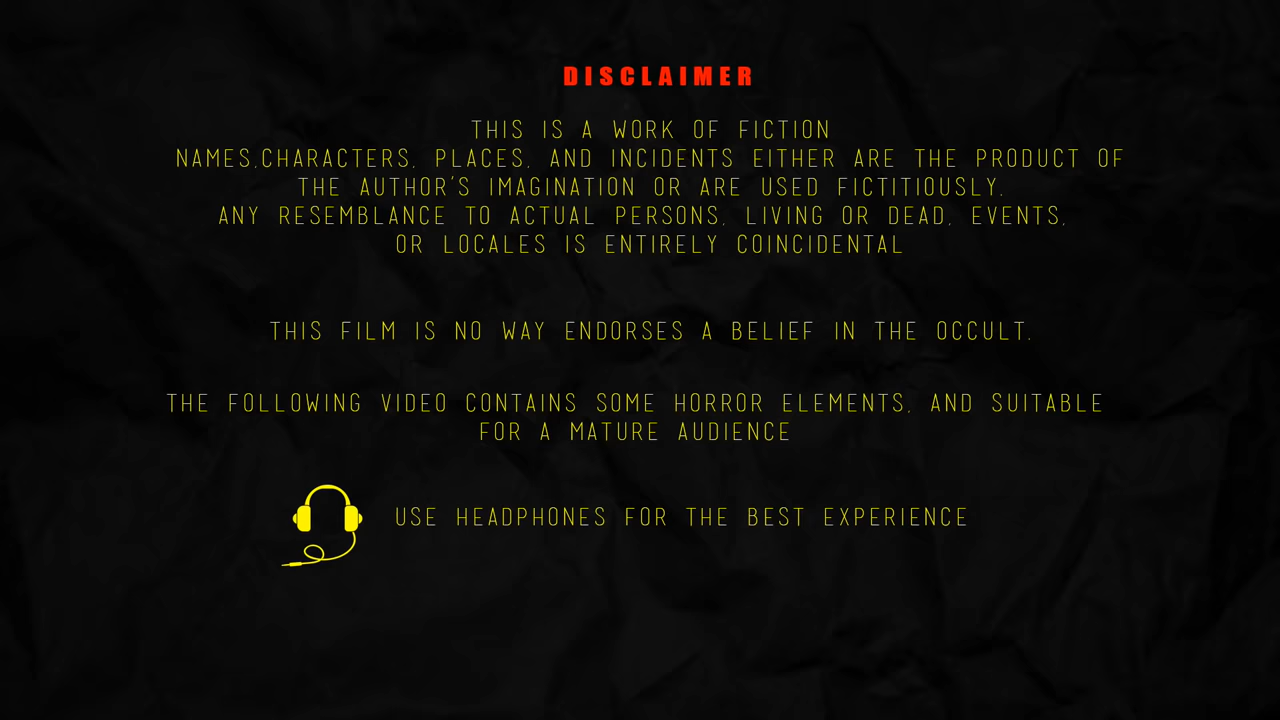 DISCLAIMER
THIS IS A WORK OF FICTION
NAMES,CHARACTERS, PLACES, AND INCIDENTS EITHER ARE THE PRODUCT OF
THE AUTHOR'S IMAGINATION OR ARE USED FICTITIOUSLY.
ANY RESEMBLANCE TO ACTUAL PERSONS, LIVING OR DEAD, EVENTS,
OR LOCALES IS ENTIRELY COINCIDENTAL
THIS FILM IS NO WAY ENDORSES A BELIEF IN THE OCCULT.
THE FOLLOWING VIDEO CONTAINS SOME HORROR ELEMENTS, AND SUITABLE
FOR A MATURE AUDIENCE
USE HEADPHONES FOR THE BEST EXPERIENCE